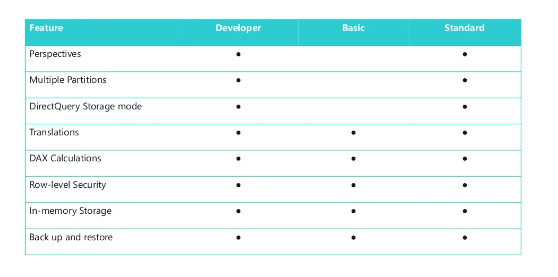 Feature Developer Basic Standard
Perspectives ● ●
Multiple Partitions ● ●
DirectQuery Storage mode ● ●
Translations ● ● ●
DAX Calculations ● ● ●
Row-level Security ● ● ●
In-memory Storage ● ● ●
Back up and restore ● ● ●